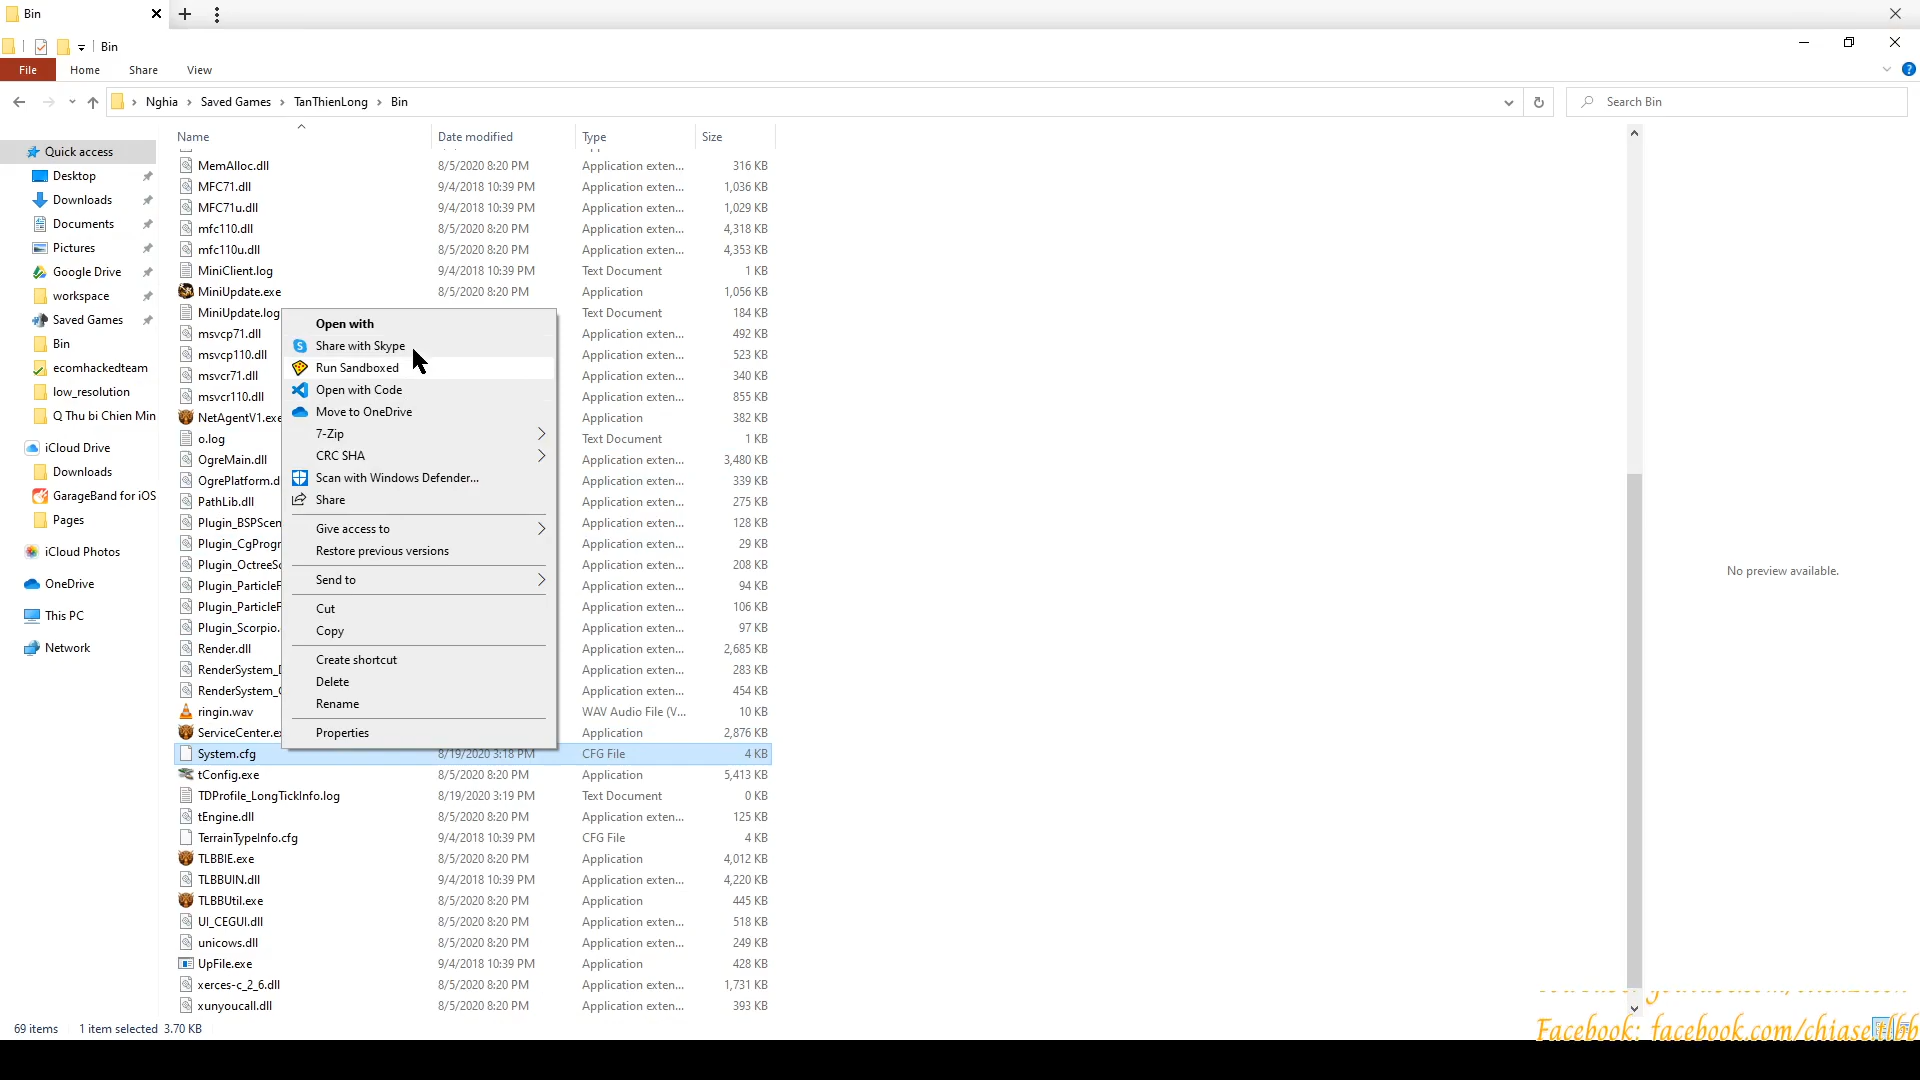 Bin
Bin
File
Home
Share
View
Nghia
Saved Games
TanThienLong
Bin
Search Bin
Name
Date modified
Type
Size
Quick access
Desktop
Downloads
Documents
Pictures
Google Drive
workspace
Saved Games
Bin
ecomhackedteam
low_resolution
Q Thu bi Chien Min
iCloud Drive
Downloads
GarageBand for iOS
Pages
iCloud Photos
OneDrive
This PC
Network
MemAlloc.dll 8/5/2020 8:20 PM Application exten... 316 KB
MFC71.dll 9/4/2018 10:39 PM Application exten... 1,036 KB
MFC71u.dll 9/4/2018 10:39 PM Application exten... 1,029 KB
mfc110.dll 8/5/2020 8:20 PM Application exten... 4,318 KB
mfc110u.dll 8/5/2020 8:20 PM Application exten... 4,353 KB
MiniClient.log 9/4/2018 10:39 PM Text Document 1 KB
MiniUpdate.exe 8/5/2020 8:20 PM Application 1,056 KB
MiniUpdate.log Text Document 184 KB
msvcp71.dll Application exten... 492 KB
msvcp110.dll Application exten... 523 KB
msvcr71.dll Application exten... 340 KB
msvcr110.dll Application exten... 855 KB
NetAgentV1.exe Application 382 KB
o.log Text Document 1 KB
OgreMain.dll Application exten... 3,480 KB
OgrePlatform.d Application exten... 339 KB
PathLib.dll Application exten... 275 KB
Plugin_BSPScen Application exten... 128 KB
Plugin_CgProgr Application exten... 29 KB
Plugin_OctreeSc Application exten... 208 KB
Plugin_ParticleF Application exten... 94 KB
Plugin_ParticleF Application exten... 106 KB
Plugin_Scorpio. Application exten... 97 KB
Render.dll Application exten... 2,685 KB
RenderSystem_D Application exten... 283 KB
RenderSystem_G Application exten... 454 KB
ringin.wav WAV Audio File (V... 10 KB
ServiceCenter.ex Application 2,876 KB
System.cfg 8/19/2020 3:18 PM CFG File 4 KB
tConfig.exe 8/5/2020 8:20 PM Application 5,413 KB
TDProfile_LongTickInfo.log 8/19/2020 3:19 PM Text Document 0 KB
tEngine.dll 8/5/2020 8:20 PM Application exten... 125 KB
TerrainTypeInfo.cfg 9/4/2018 10:39 PM CFG File 4 KB
TLBBIE.exe 8/5/2020 8:20 PM Application 4,012 KB
TLBBUIN.dll 9/4/2018 10:39 PM Application exten... 4,220 KB
TLBBUtil.exe 8/5/2020 8:20 PM Application 445 KB
UI_CEGUI.dll 8/5/2020 8:20 PM Application exten... 518 KB
unicows.dll 8/5/2020 8:20 PM Application exten... 249 KB
UpFile.exe 9/4/2018 10:39 PM Application 428 KB
xerces-c_2_6.dll 8/5/2020 8:20 PM Application exten... 1,731 KB
xunyoucall.dll 8/5/2020 8:20 PM Application exten... 393 KB
Open with
Share with Skype
Run Sandboxed
Open with Code
Move to OneDrive
7-Zip
CRC SHA
Scan with Windows Defender...
Share
Give access to
Restore previous versions
Send to
Cut
Copy
Create shortcut
Delete
Rename
Properties
No preview available.
69 items
1 item selected 3.70 KB
Facebook: facebook.com/chiase.tlbb